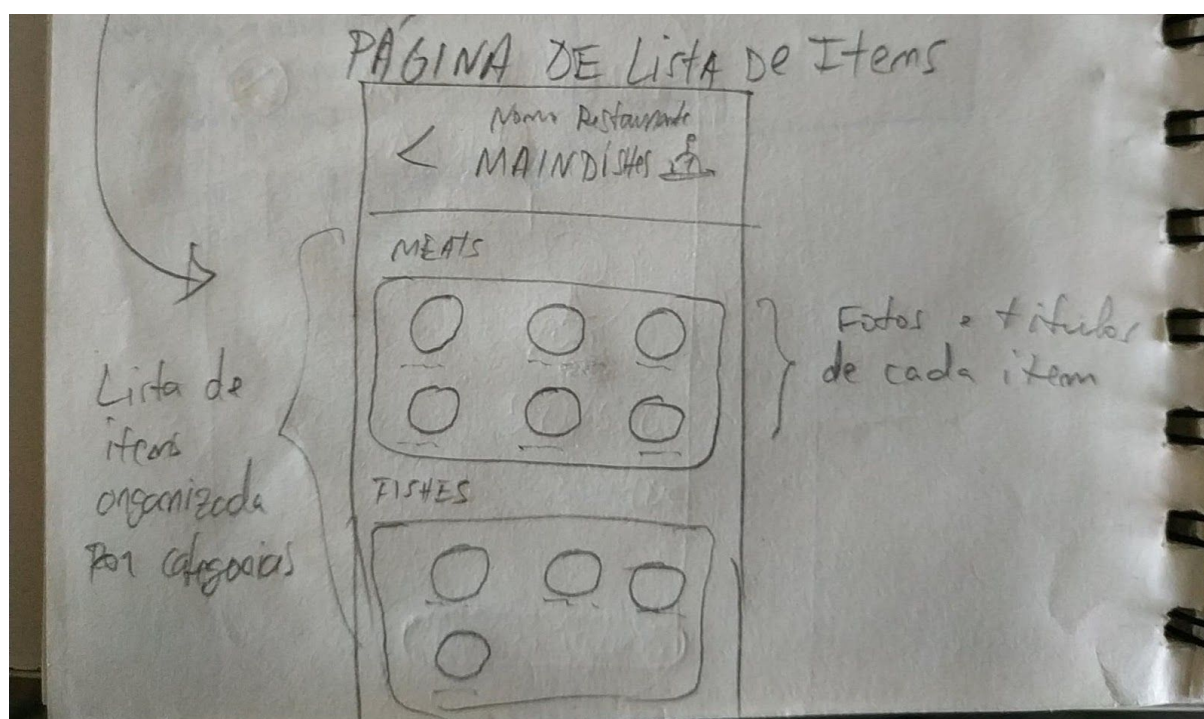 PÁGINA DE LISTA DE Items
<
Nome Restaurante
MAINDISHES
MEATS
Fotos e títulos
de cada item
Lista de
itens
organizada
Por categorias
FISHES